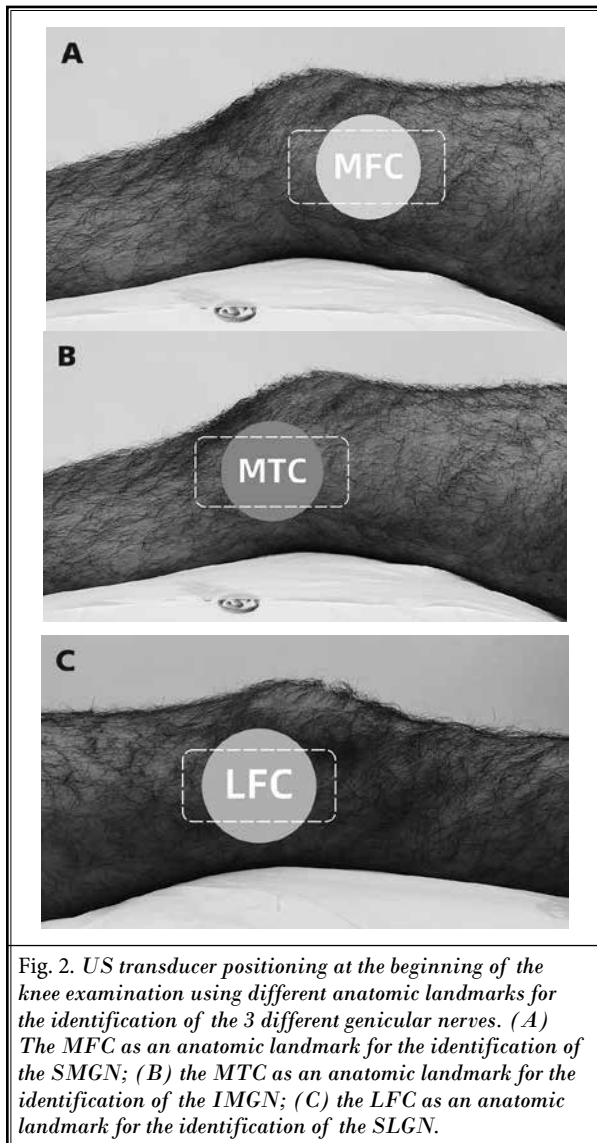 A
MFC
B
MTC
C
LFC
Fig. 2. US transducer positioning at the beginning of the
knee examination using different anatomic landmarks for
the identification of the 3 different genicular nerves. (A)
The MFC as an anatomic landmark for the identification of
the SMGN; (B) the MTC as an anatomic landmark for the
identification of the IMGN; (C) the LFC as an anatomic
landmark for the identification of the SLGN.